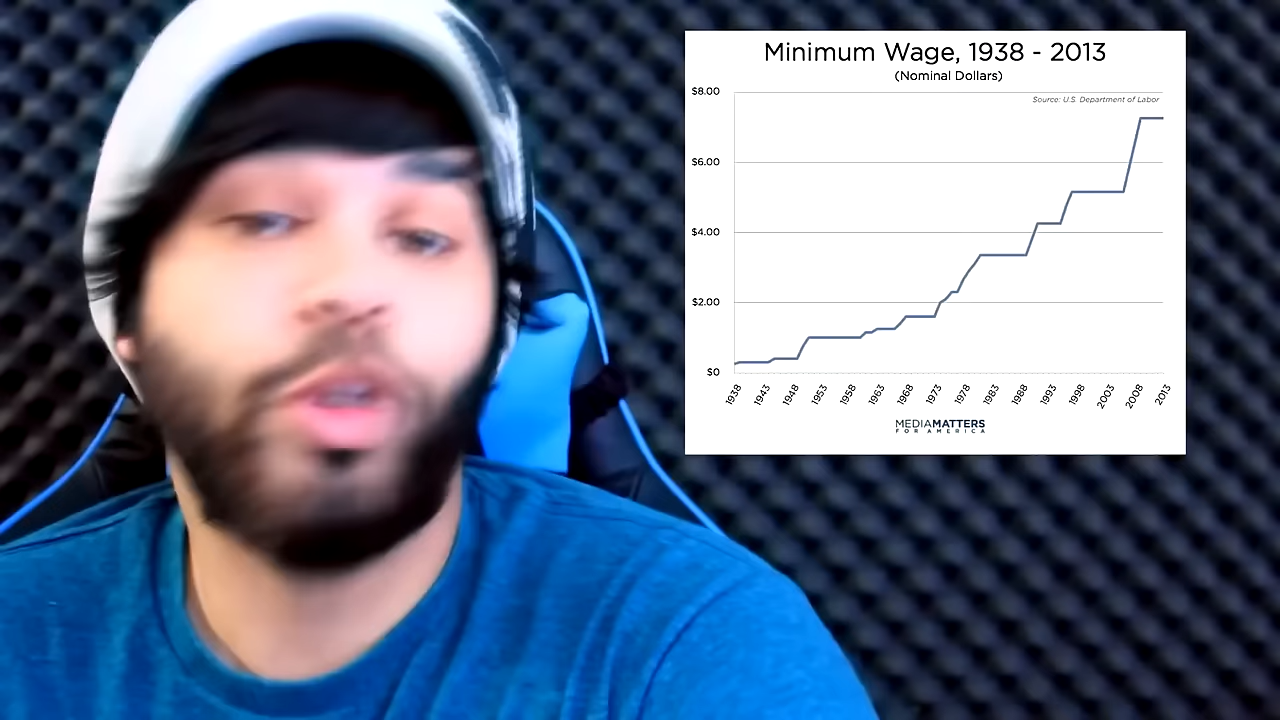 Minimum Wage, 1938 - 2013
(Nominal Dollars)
Source: U.S. Department of Labor
$8.00
$6.00
$4.00
$2.00
$0
1938 1943 1948 1953 1958 1963 1968 1973 1978 1983 1988 1993 1998 2003 2008 2013
MEDIAMATTERS
FOR AMERICA